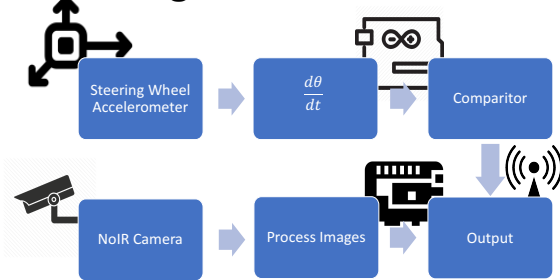 Steering Wheel
Accelerometer
dθ
dt
Comparitor
NoIR Camera
Process Images
Output